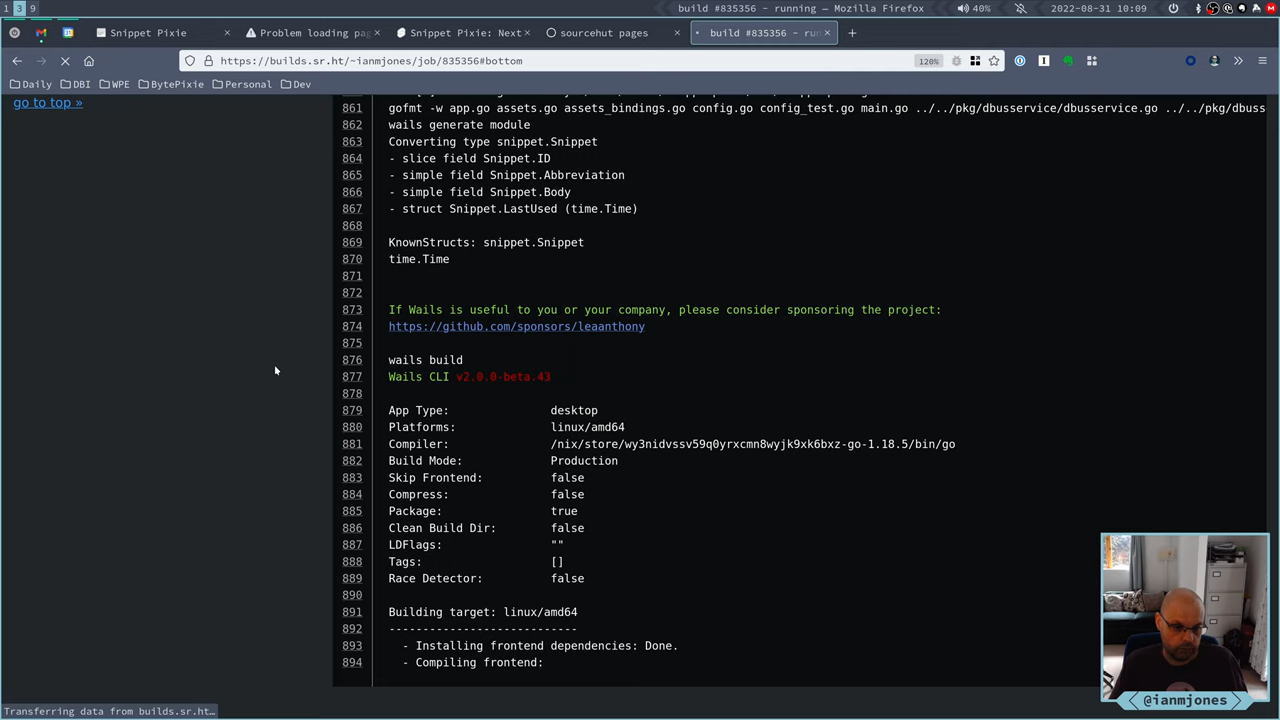 1 3 9
build #835356 - running — Mozilla Firefox
40%
2022-08-31 10:09
Snippet Pixie
Problem loading pag
Snippet Pixie: Next
sourcehut pages
build #835356 - run
https://builds.sr.ht/~ianmjones/job/835356#bottom
120%
Daily DBI WPE BytePixie Personal Dev
go to top »
861 gofmt -w app.go assets.go assets_bindings.go config.go config_test.go main.go ../../pkg/dbusservice/dbusservice.go ../../pkg/dbuss
862 wails generate module
863 Converting type snippet.Snippet
864 - slice field Snippet.ID
865 - simple field Snippet.Abbreviation
866 - simple field Snippet.Body
867 - struct Snippet.LastUsed (time.Time)
868
869 KnownStructs: snippet.Snippet
870 time.Time
871
872
873 If Wails is useful to you or your company, please consider sponsoring the project:
874 https://github.com/sponsors/leaanthony
875
876 wails build
877 Wails CLI v2.0.0-beta.43
878
879 App Type: desktop
880 Platforms: linux/amd64
881 Compiler: /nix/store/wy3nidvssv59q0yrxcmn8wyjk9xk6bxz-go-1.18.5/bin/go
882 Build Mode: Production
883 Skip Frontend: false
884 Compress: false
885 Package: true
886 Clean Build Dir: false
887 LDFlags: ""
888 Tags: []
889 Race Detector: false
890
891 Building target: linux/amd64
892 ----------------------------
893 - Installing frontend dependencies: Done.
894 - Compiling frontend:
Transferring data from builds.sr.ht…
@ianmjones